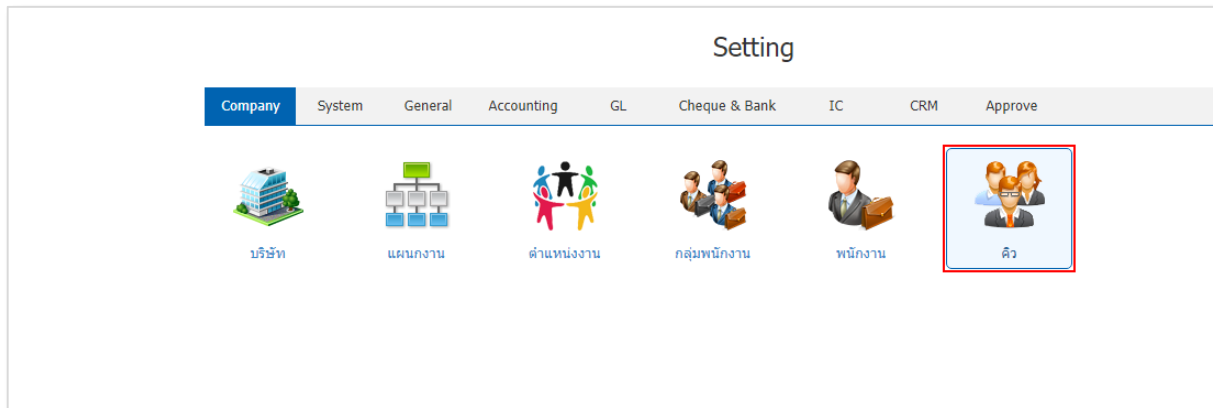 Setting
Company System General Accounting GL Cheque & Bank IC CRM Approve
บริษัท แผนกงาน ตำแหน่งงาน กลุ่มพนักงาน พนักงาน คิว